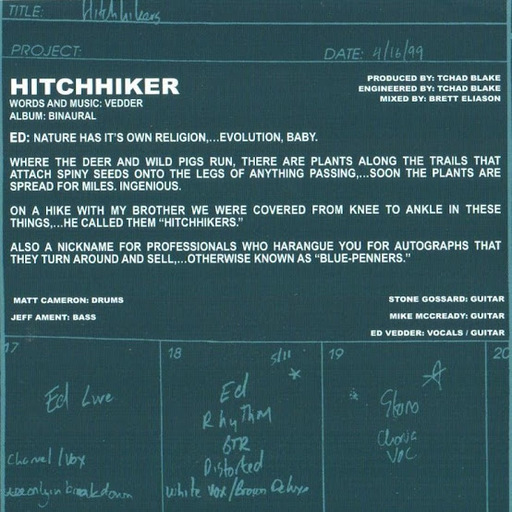 TITLE: Hitchhikers
PROJECT: DATE: 4/16/99
HITCHHIKER
WORDS AND MUSIC: VEDDER
ALBUM: BINAURAL
PRODUCED BY: TCHAD BLAKE
ENGINEERED BY: TCHAD BLAKE
MIXED BY: BRETT ELIASON
ED: NATURE HAS IT'S OWN RELIGION,...EVOLUTION, BABY.
WHERE THE DEER AND WILD PIGS RUN, THERE ARE PLANTS ALONG THE TRAILS THAT
ATTACH SPINY SEEDS ONTO THE LEGS OF ANYTHING PASSING,...SOON THE PLANTS ARE
SPREAD FOR MILES. INGENIOUS.
ON A HIKE WITH MY BROTHER WE WERE COVERED FROM KNEE TO ANKLE IN THESE
THINGS,...HE CALLED THEM “HITCHHIKERS.”
ALSO A NICKNAME FOR PROFESSIONALS WHO HARANGUE YOU FOR AUTOGRAPHS THAT
THEY TURN AROUND AND SELL,...OTHERWISE KNOWN AS “BLUE-PENNERS.”
MATT CAMERON: DRUMS
JEFF AMENT: BASS
STONE GOSSARD: GUITAR
MIKE MCCREADY: GUITAR
ED VEDDER: VOCALS / GUITAR
17
Ed Live
/ Vox
only in breakdown
18 5/11
Ed
Rhythm
GTR
Distorted
White Vox / Brown Deluxe
19
Stone
VOC
20